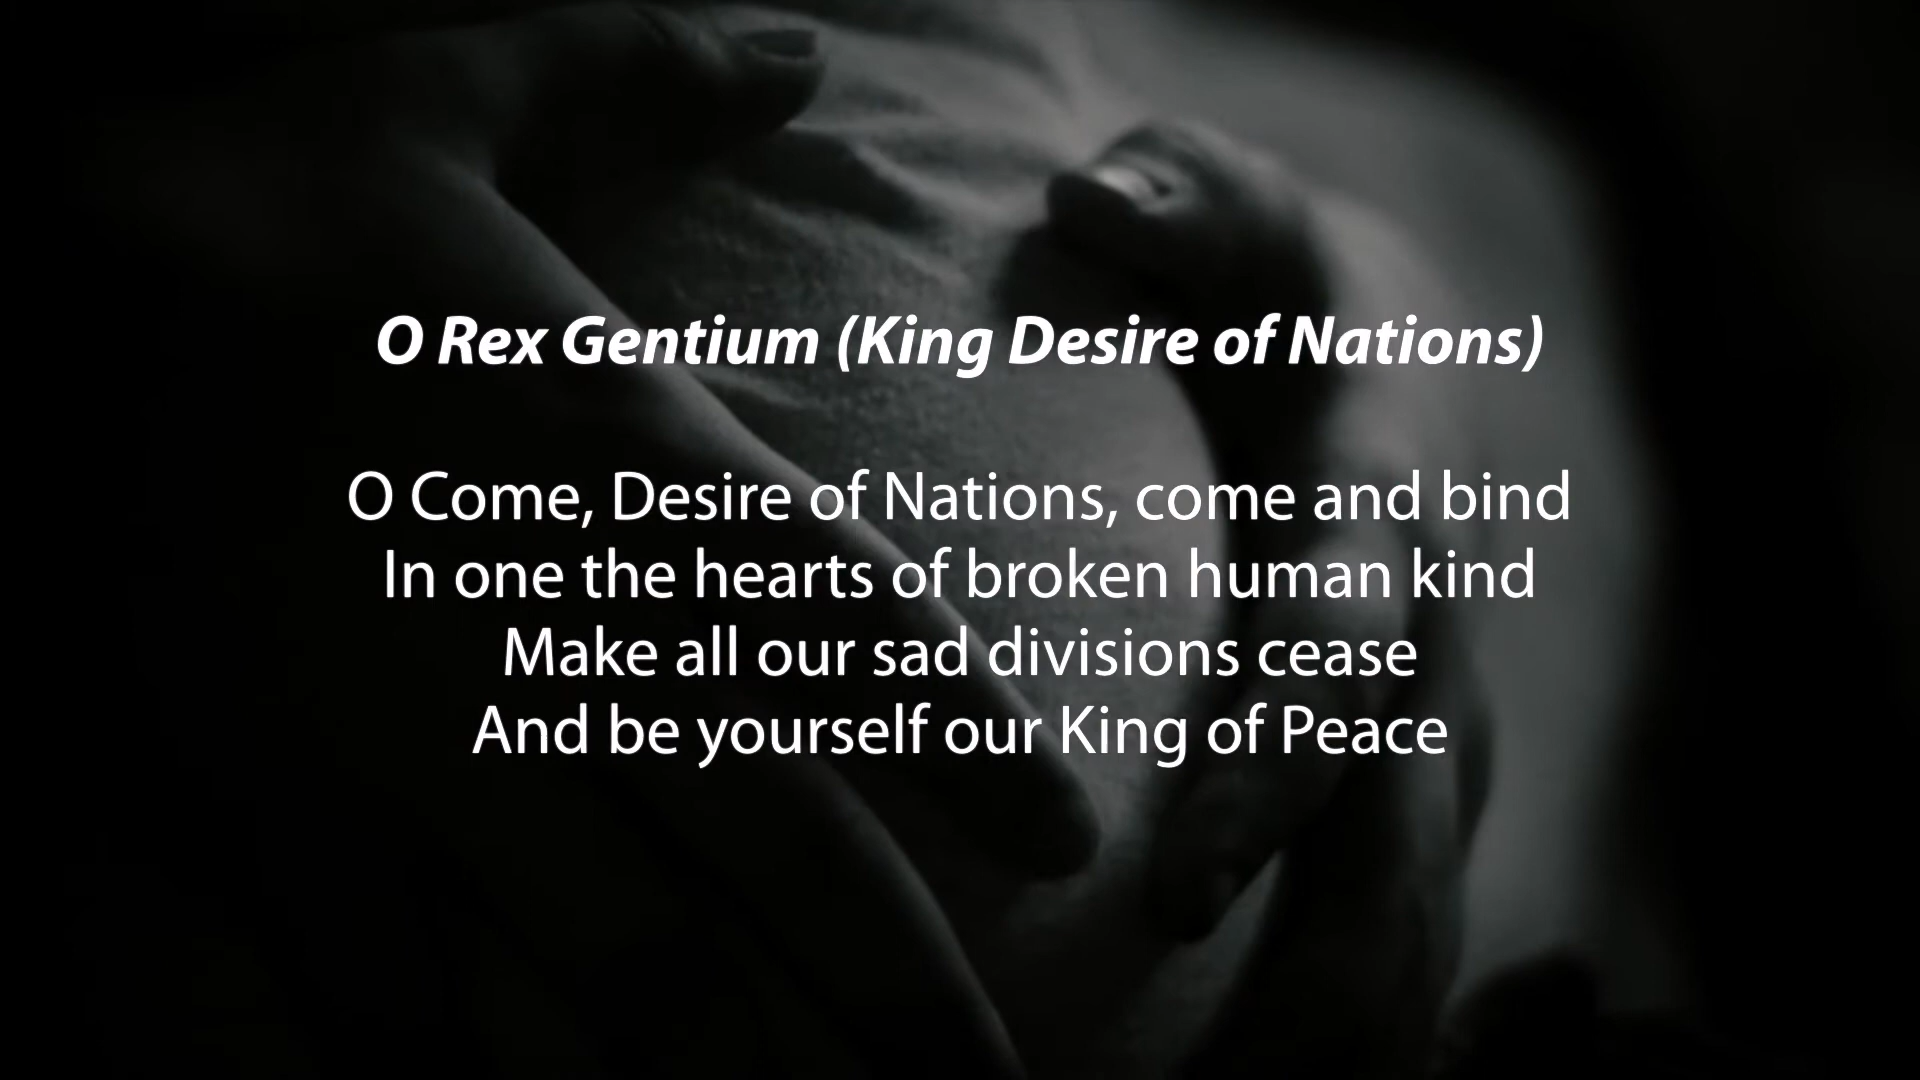 O Rex Gentium (King Desire of Nations)
O Come, Desire of Nations, come and bind
In one the hearts of broken human kind
Make all our sad divisions cease
And be yourself our King of Peace